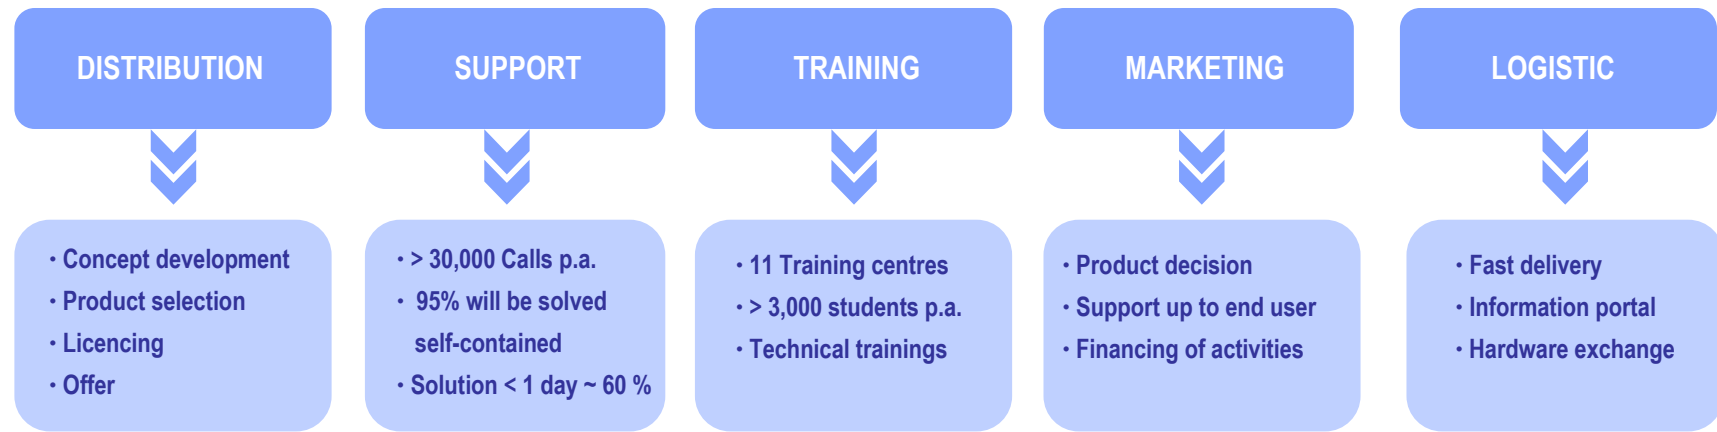 DISTRIBUTION
SUPPORT
TRAINING
MARKETING
LOGISTIC
· Concept development
· Product selection
· Licencing
· Offer
· > 30,000 Calls p.a.
· 95% will be solved
self-contained
· Solution < 1 day ~ 60 %
· 11 Training centres
· > 3,000 students p.a.
· Technical trainings
· Product decision
· Support up to end user
· Financing of activities
· Fast delivery
· Information portal
· Hardware exchange